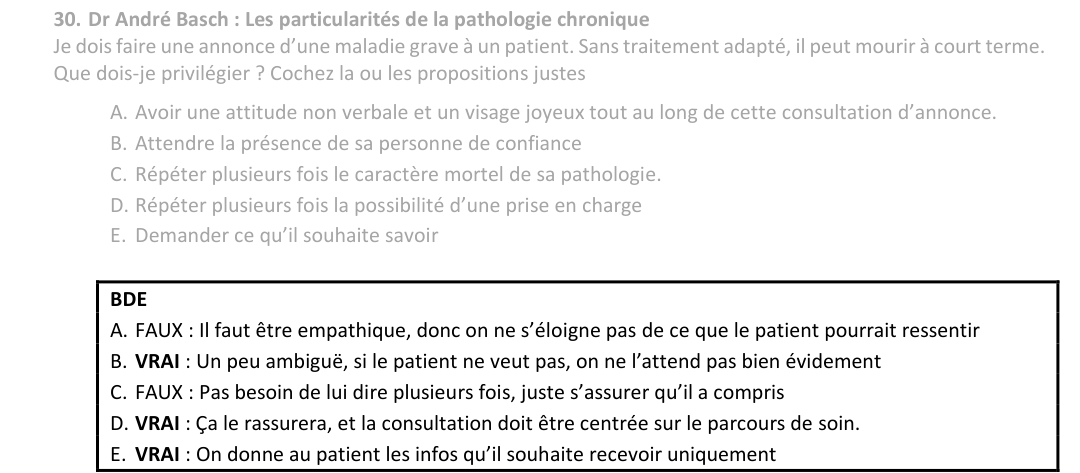 30. Dr André Basch : Les particularités de la pathologie chronique
Je dois faire une annonce d’une maladie grave à un patient. Sans traitement adapté, il peut mourir à court terme.
Que dois-je privilégier ? Cochez la ou les propositions justes
A. Avoir une attitude non verbale et un visage joyeux tout au long de cette consultation d’annonce.
B. Attendre la présence de sa personne de confiance
C. Répéter plusieurs fois le caractère mortel de sa pathologie.
D. Répéter plusieurs fois la possibilité d’une prise en charge
E. Demander ce qu’il souhaite savoir
BDE
A. FAUX : Il faut être empathique, donc on ne s’éloigne pas de ce que le patient pourrait ressentir
B. VRAI : Un peu ambiguë, si le patient ne veut pas, on ne l’attend pas bien évidement
C. FAUX : Pas besoin de lui dire plusieurs fois, juste s’assurer qu’il a compris
D. VRAI : Ça le rassurera, et la consultation doit être centrée sur le parcours de soin.
E. VRAI : On donne au patient les infos qu’il souhaite recevoir uniquement